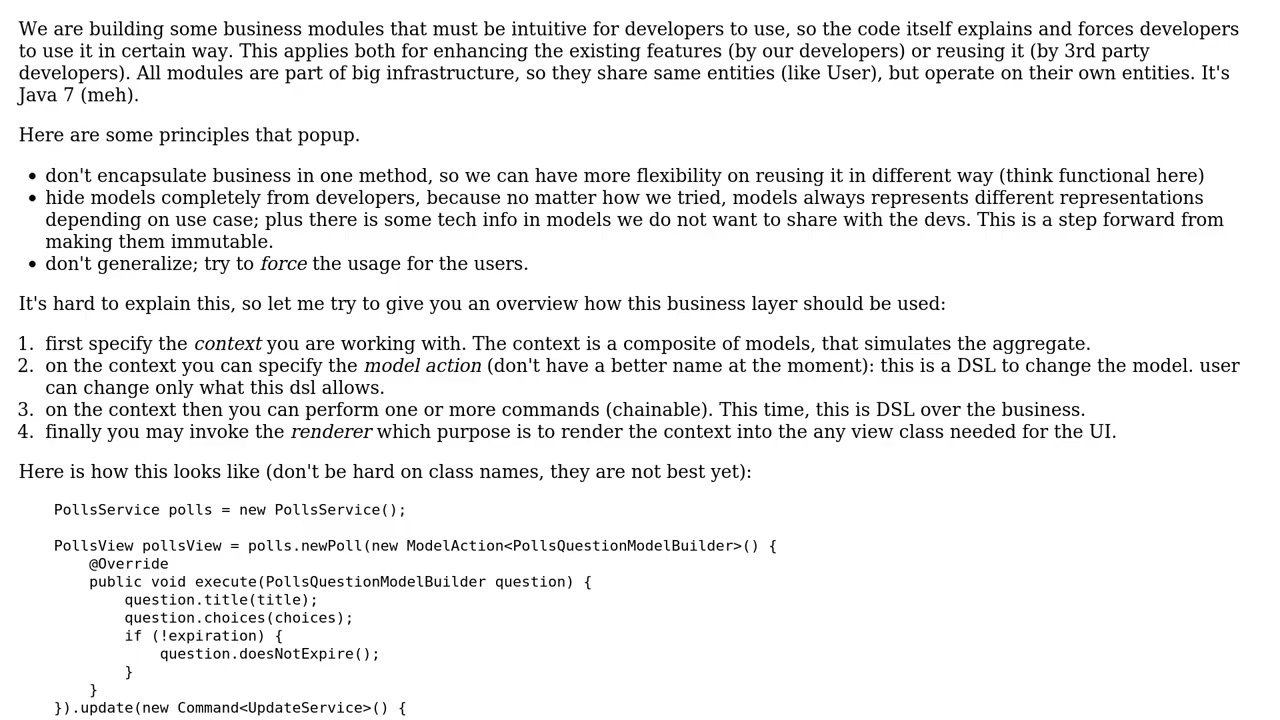 We are building some business modules that must be intuitive for developers to use, so the code itself explains and forces developers
to use it in certain way. This applies both for enhancing the existing features (by our developers) or reusing it (by 3rd party
developers). All modules are part of big infrastructure, so they share same entities (like User), but operate on their own entities. It's
Java 7 (meh).
Here are some principles that popup.
• don't encapsulate business in one method, so we can have more flexibility on reusing it in different way (think functional here)
• hide models completely from developers, because no matter how we tried, models always represents different representations
depending on use case; plus there is some tech info in models we do not want to share with the devs. This is a step forward from
making them immutable.
• don't generalize; try to force the usage for the users.
It's hard to explain this, so let me try to give you an overview how this business layer should be used:
1. first specify the context you are working with. The context is a composite of models, that simulates the aggregate.
2. on the context you can specify the model action (don't have a better name at the moment): this is a DSL to change the model. user
can change only what this dsl allows.
3. on the context then you can perform one or more commands (chainable). This time, this is DSL over the business.
4. finally you may invoke the renderer which purpose is to render the context into the any view class needed for the UI.
Here is how this looks like (don't be hard on class names, they are not best yet):
PollsService polls = new PollsService();
PollsView pollsView = polls.newPoll(new ModelAction<PollsQuestionModelBuilder>() {
@Override
public void execute(PollsQuestionModelBuilder question) {
question.title(title);
question.choices(choices);
if (!expiration) {
question.doesNotExpire();
}
}
}).update(new Command<UpdateService>() {